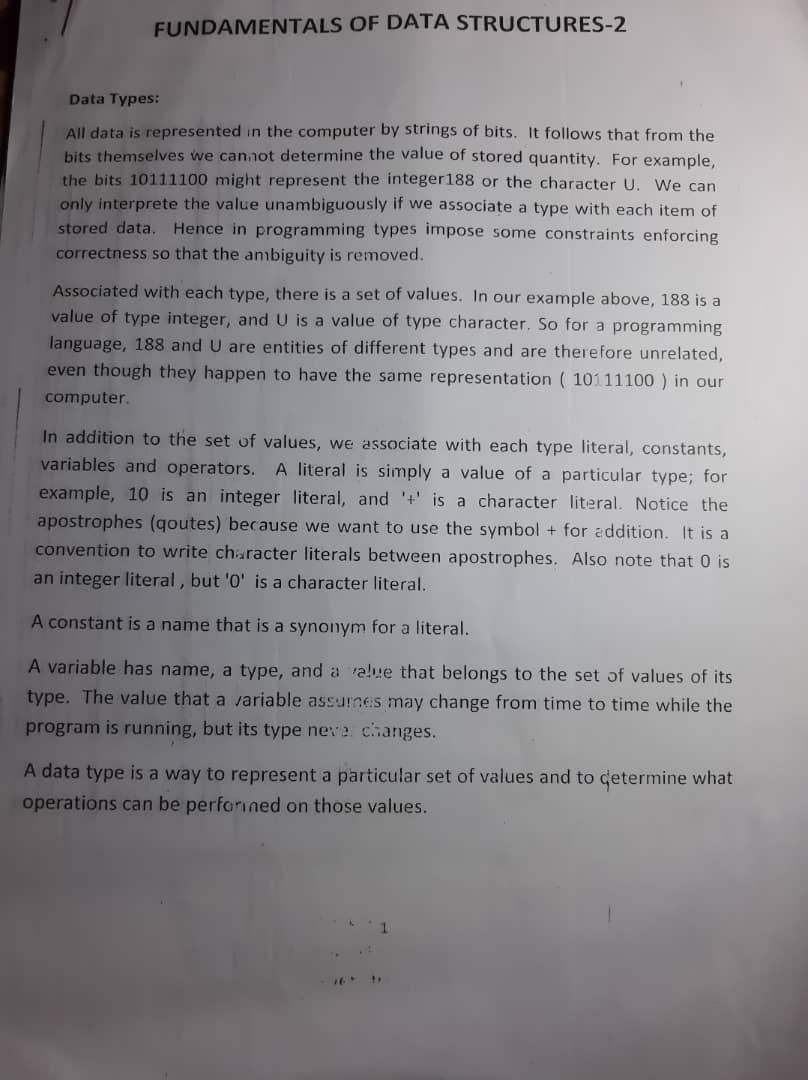 FUNDAMENTALS OF DATA STRUCTURES-2
Data Types:
All data is represented in the computer by strings of bits. It follows that from the
bits themselves we cannot determine the value of stored quantity. For example,
the bits 10111100 might represent the integer188 or the character U. We can
only interprete the value unambiguously if we associate a type with each item of
stored data. Hence in programming types impose some constraints enforcing
correctness so that the ambiguity is removed.
Associated with each type, there is a set of values. In our example above, 188 is a
value of type integer, and U is a value of type character. So for a programming
language, 188 and U are entities of different types and are therefore unrelated,
even though they happen to have the same representation ( 10111100 ) in our
computer.
In addition to the set of values, we associate with each type literal, constants,
variables and operators. A literal is simply a value of a particular type; for
example, 10 is an integer literal, and '+' is a character literal. Notice the
apostrophes (qoutes) because we want to use the symbol + for addition. It is a
convention to write character literals between apostrophes. Also note that 0 is
an integer literal , but '0' is a character literal.
A constant is a name that is a synonym for a literal.
A variable has name, a type, and a value that belongs to the set of values of its
type. The value that a variable assumes may change from time to time while the
program is running, but its type never changes.
A data type is a way to represent a particular set of values and to determine what
operations can be performed on those values.
1